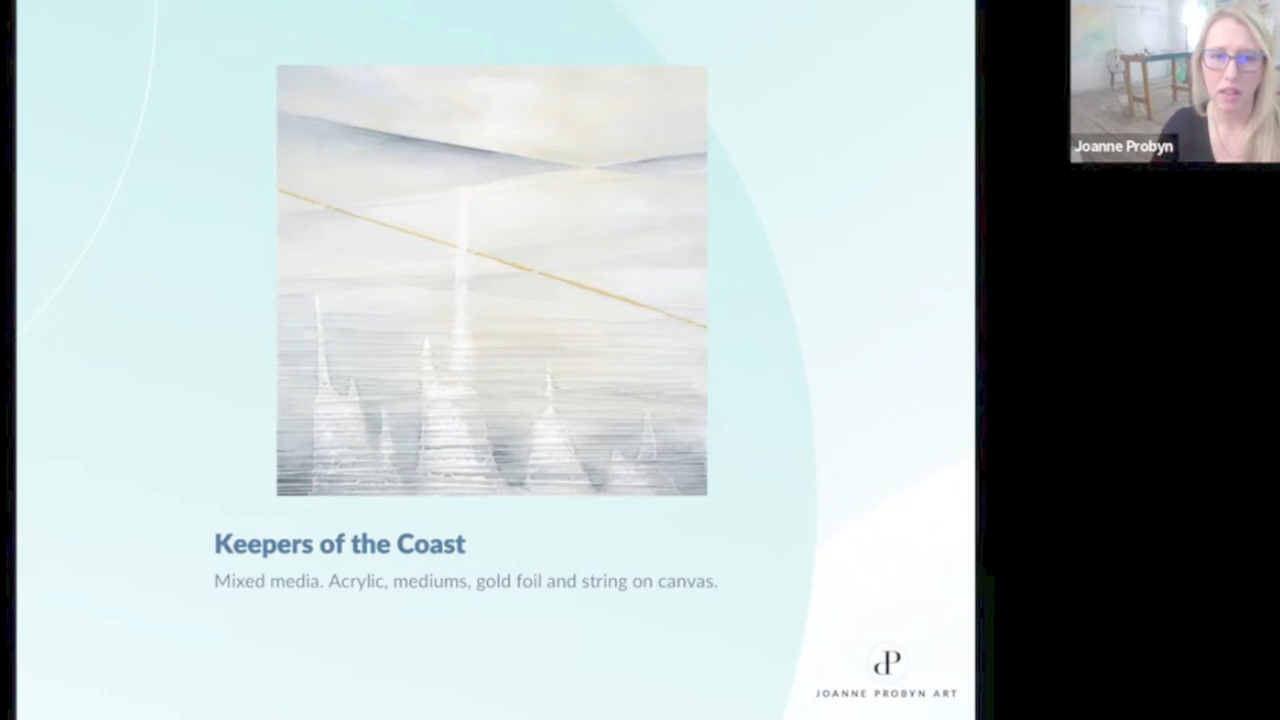 Joanne Probyn
Keepers of the Coast
Mixed media. Acrylic, mediums, gold foil and string on canvas.
JP
JOANNE PROBYN ART